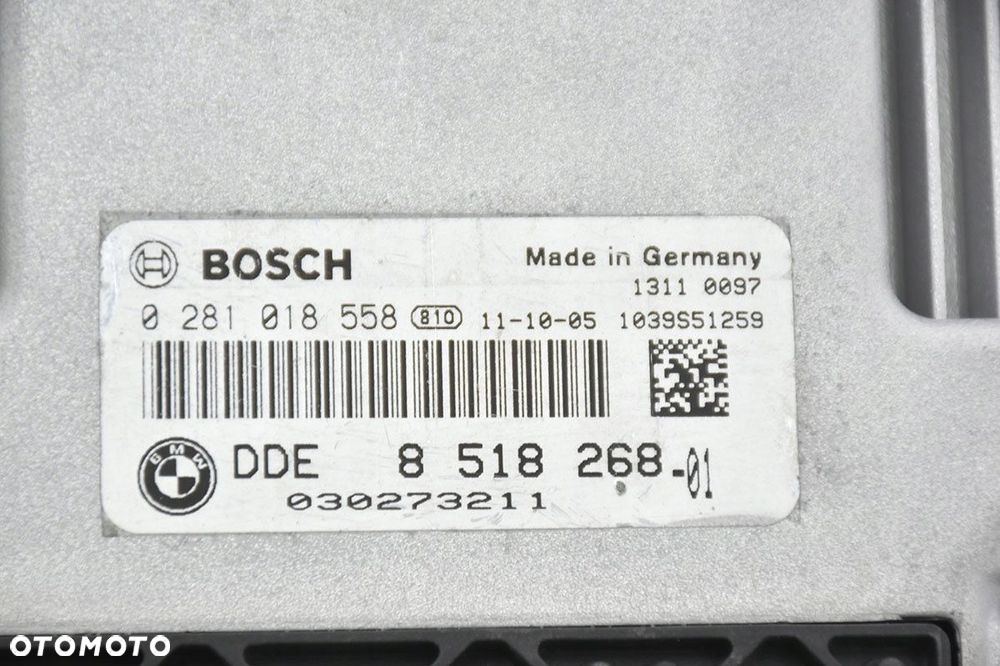 BOSCH Made in Germany
1311 0097
0 281 018 558 810 11-10-05 1039S51259
BMW DDE 8 518 268-01
030273211
OTOMOTO